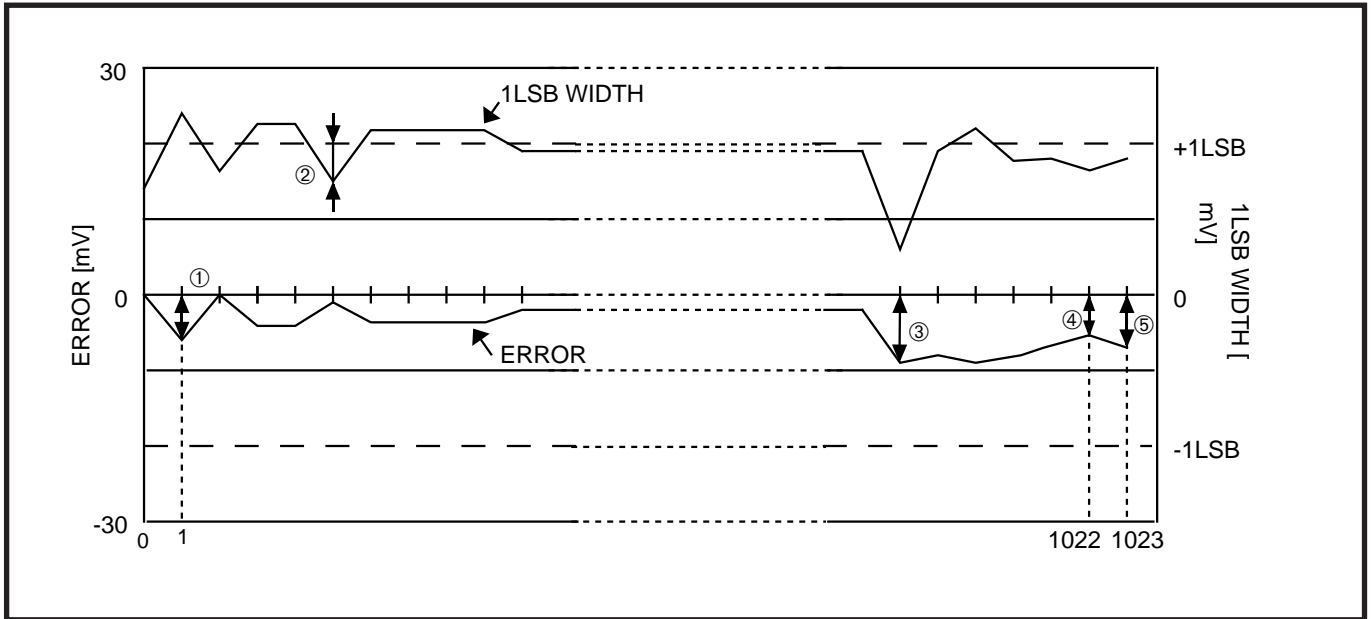 30
1LSB WIDTH
②
+1LSB
ERROR [mV]
1LSB WIDTH [
mV]
①
0
0
③
④
⑤
ERROR
-1LSB
-30
0
1
1022
1023